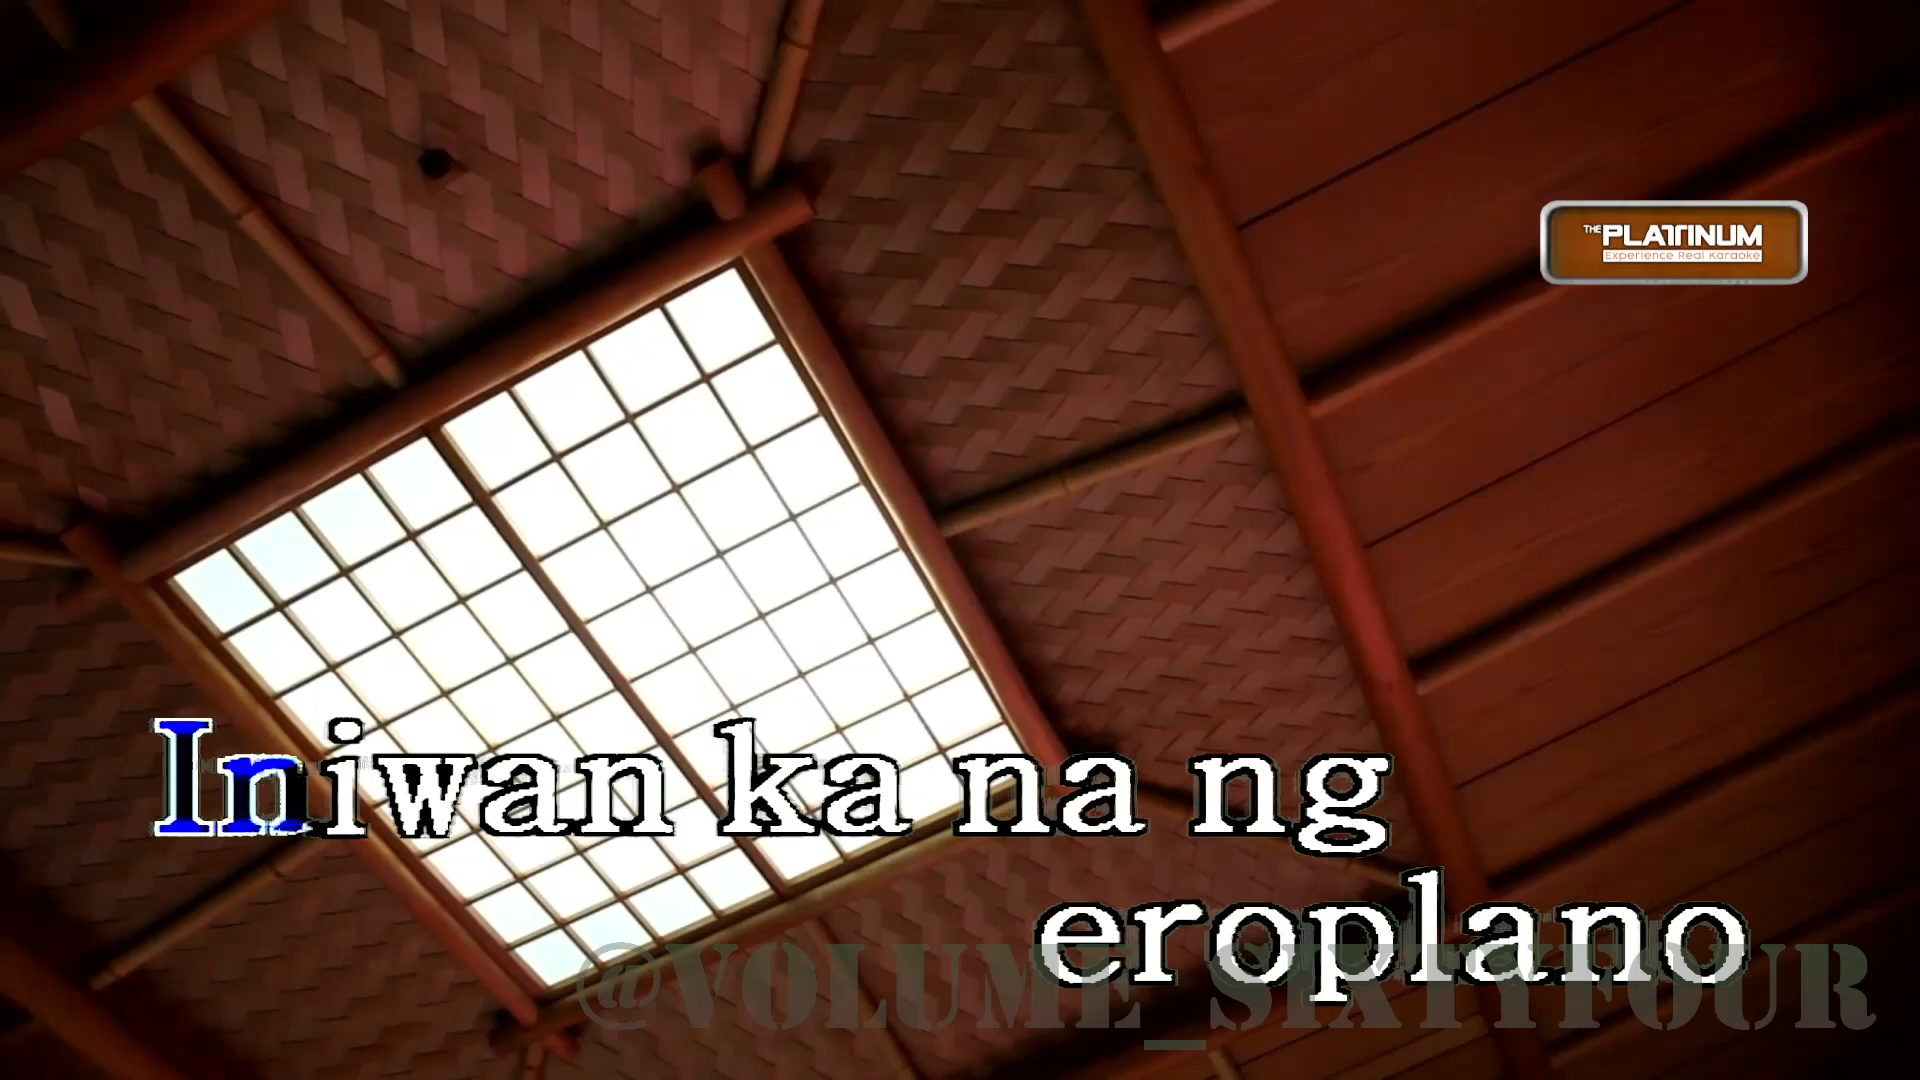 THE PLATINUM
Experience Real Karaoke
Iniwan ka na ng
eroplano
@VOLUME_SIXTYFOUR